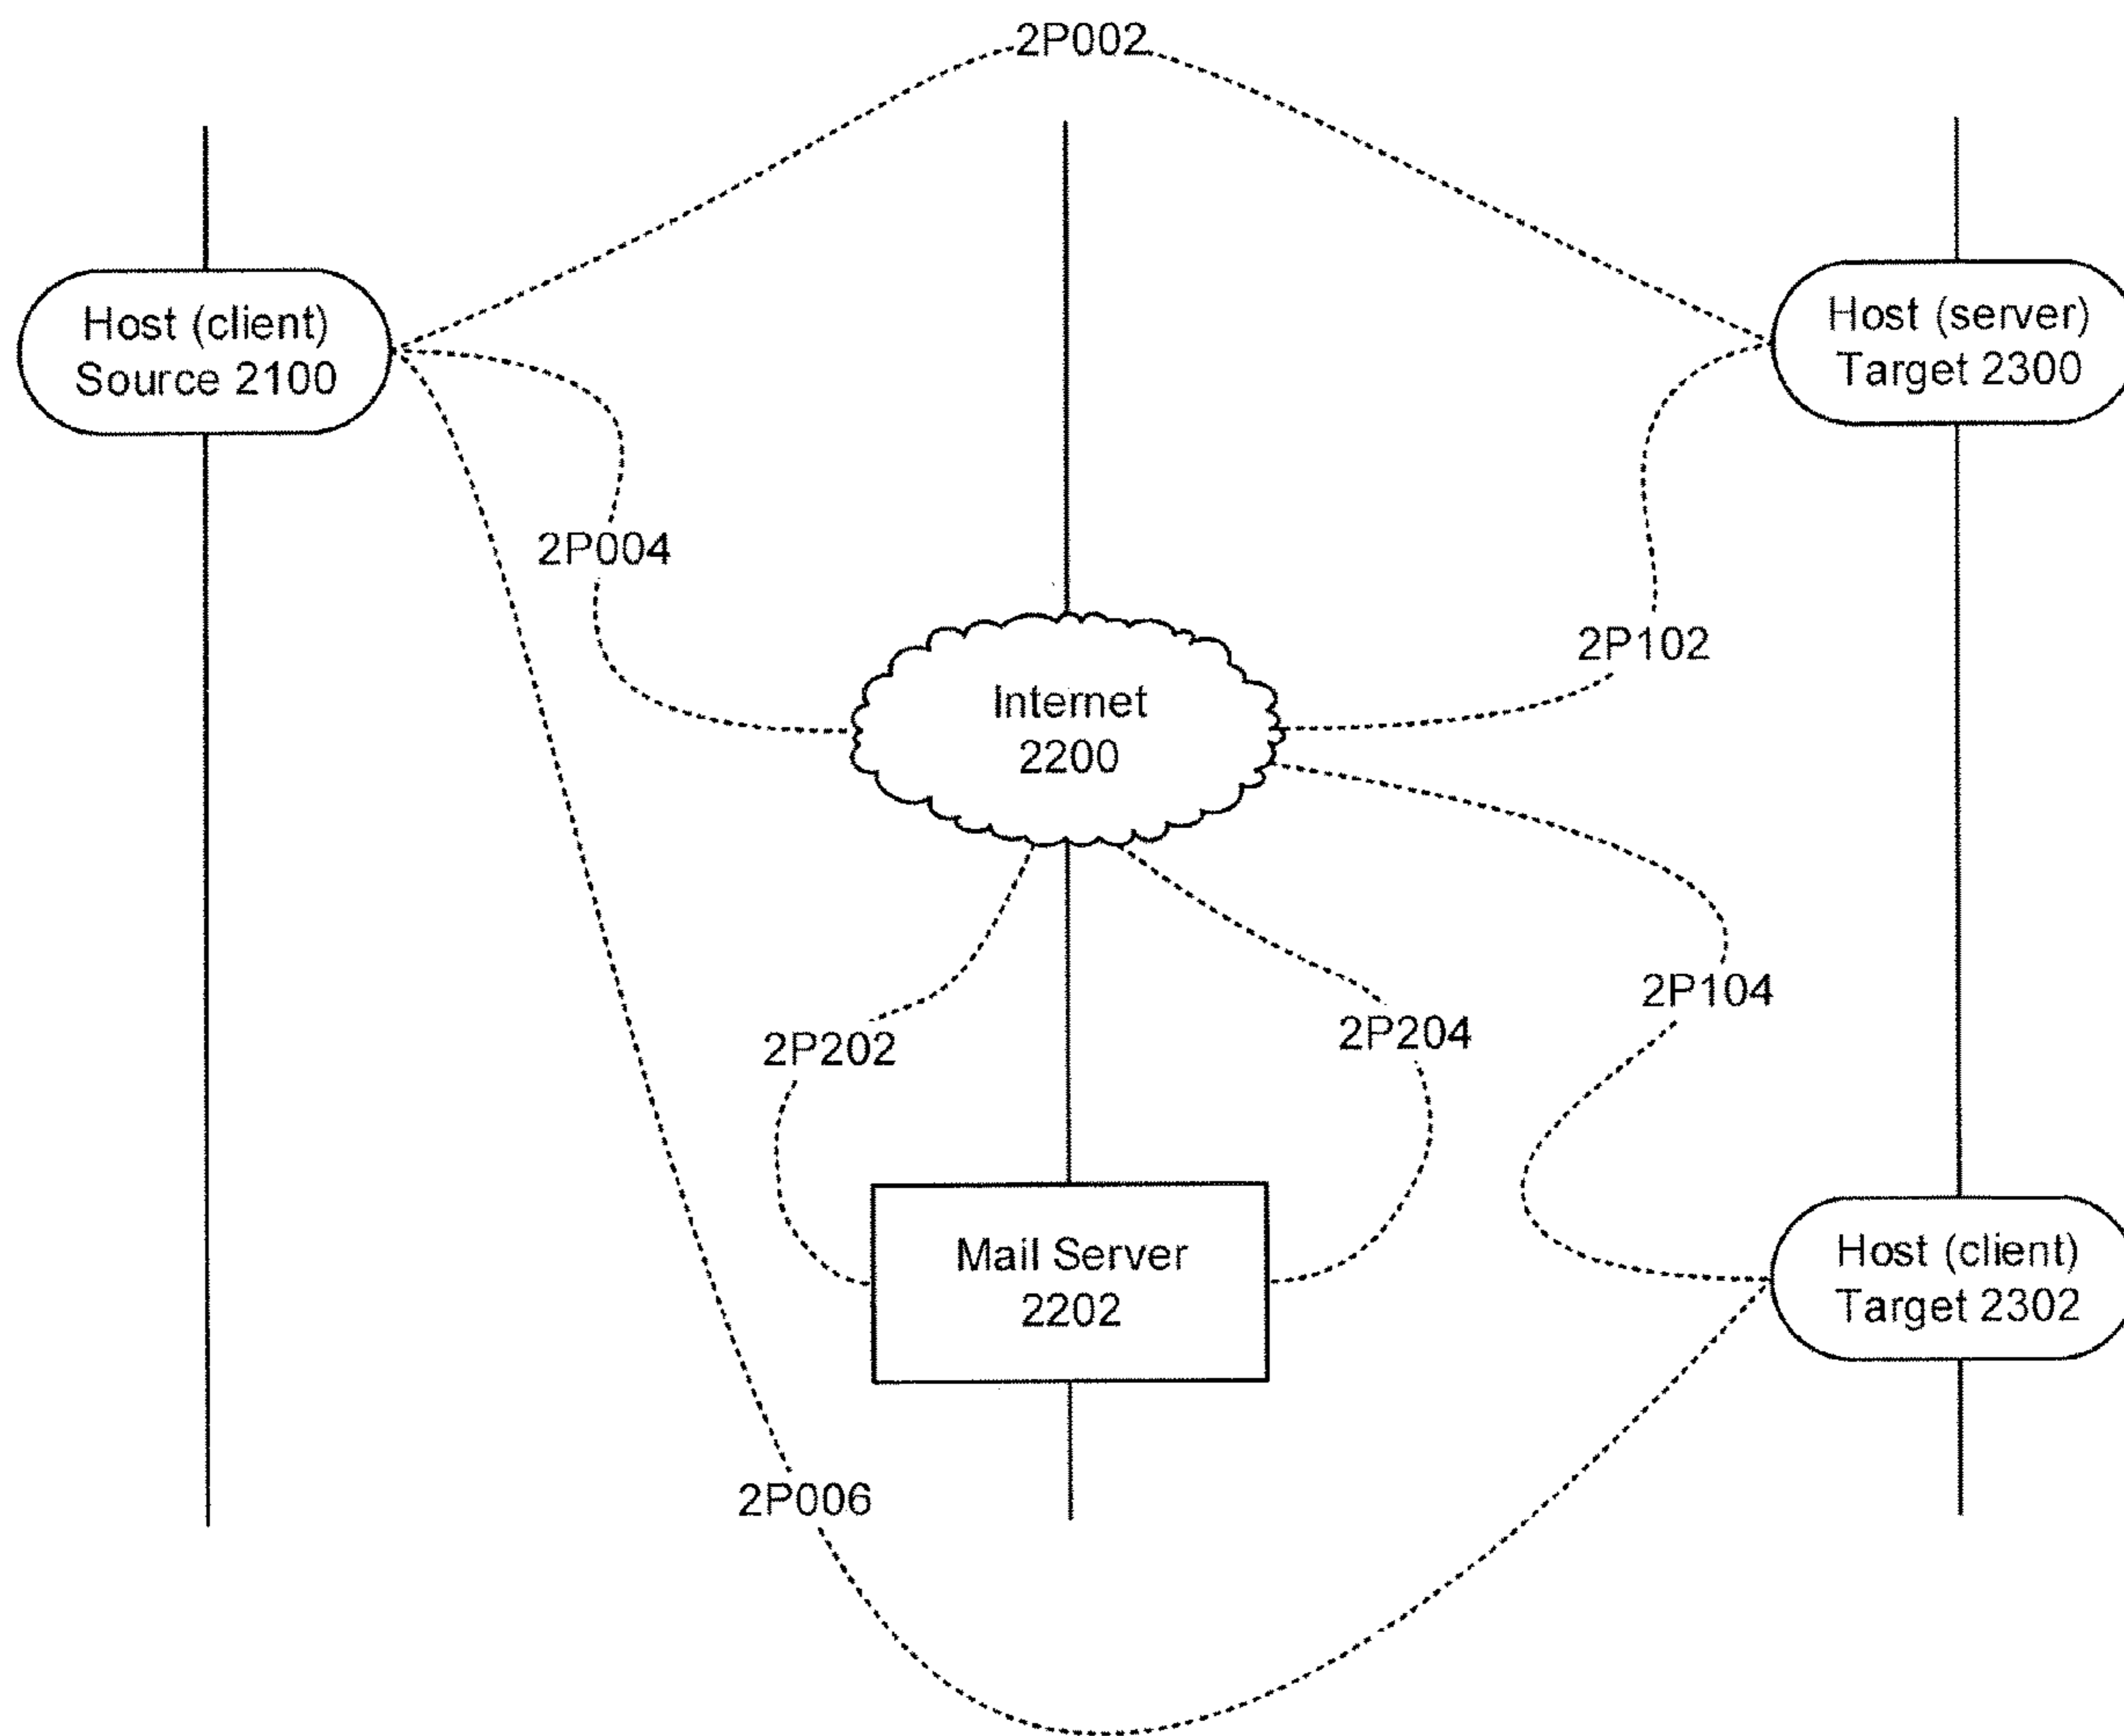 2P002
Host (client)
Source 2100
Host (server)
Target 2300
2P004
2P102
Internet
2200
2P104
2P202
2P204
Mail Server
2202
Host (client)
Target 2302
2P006